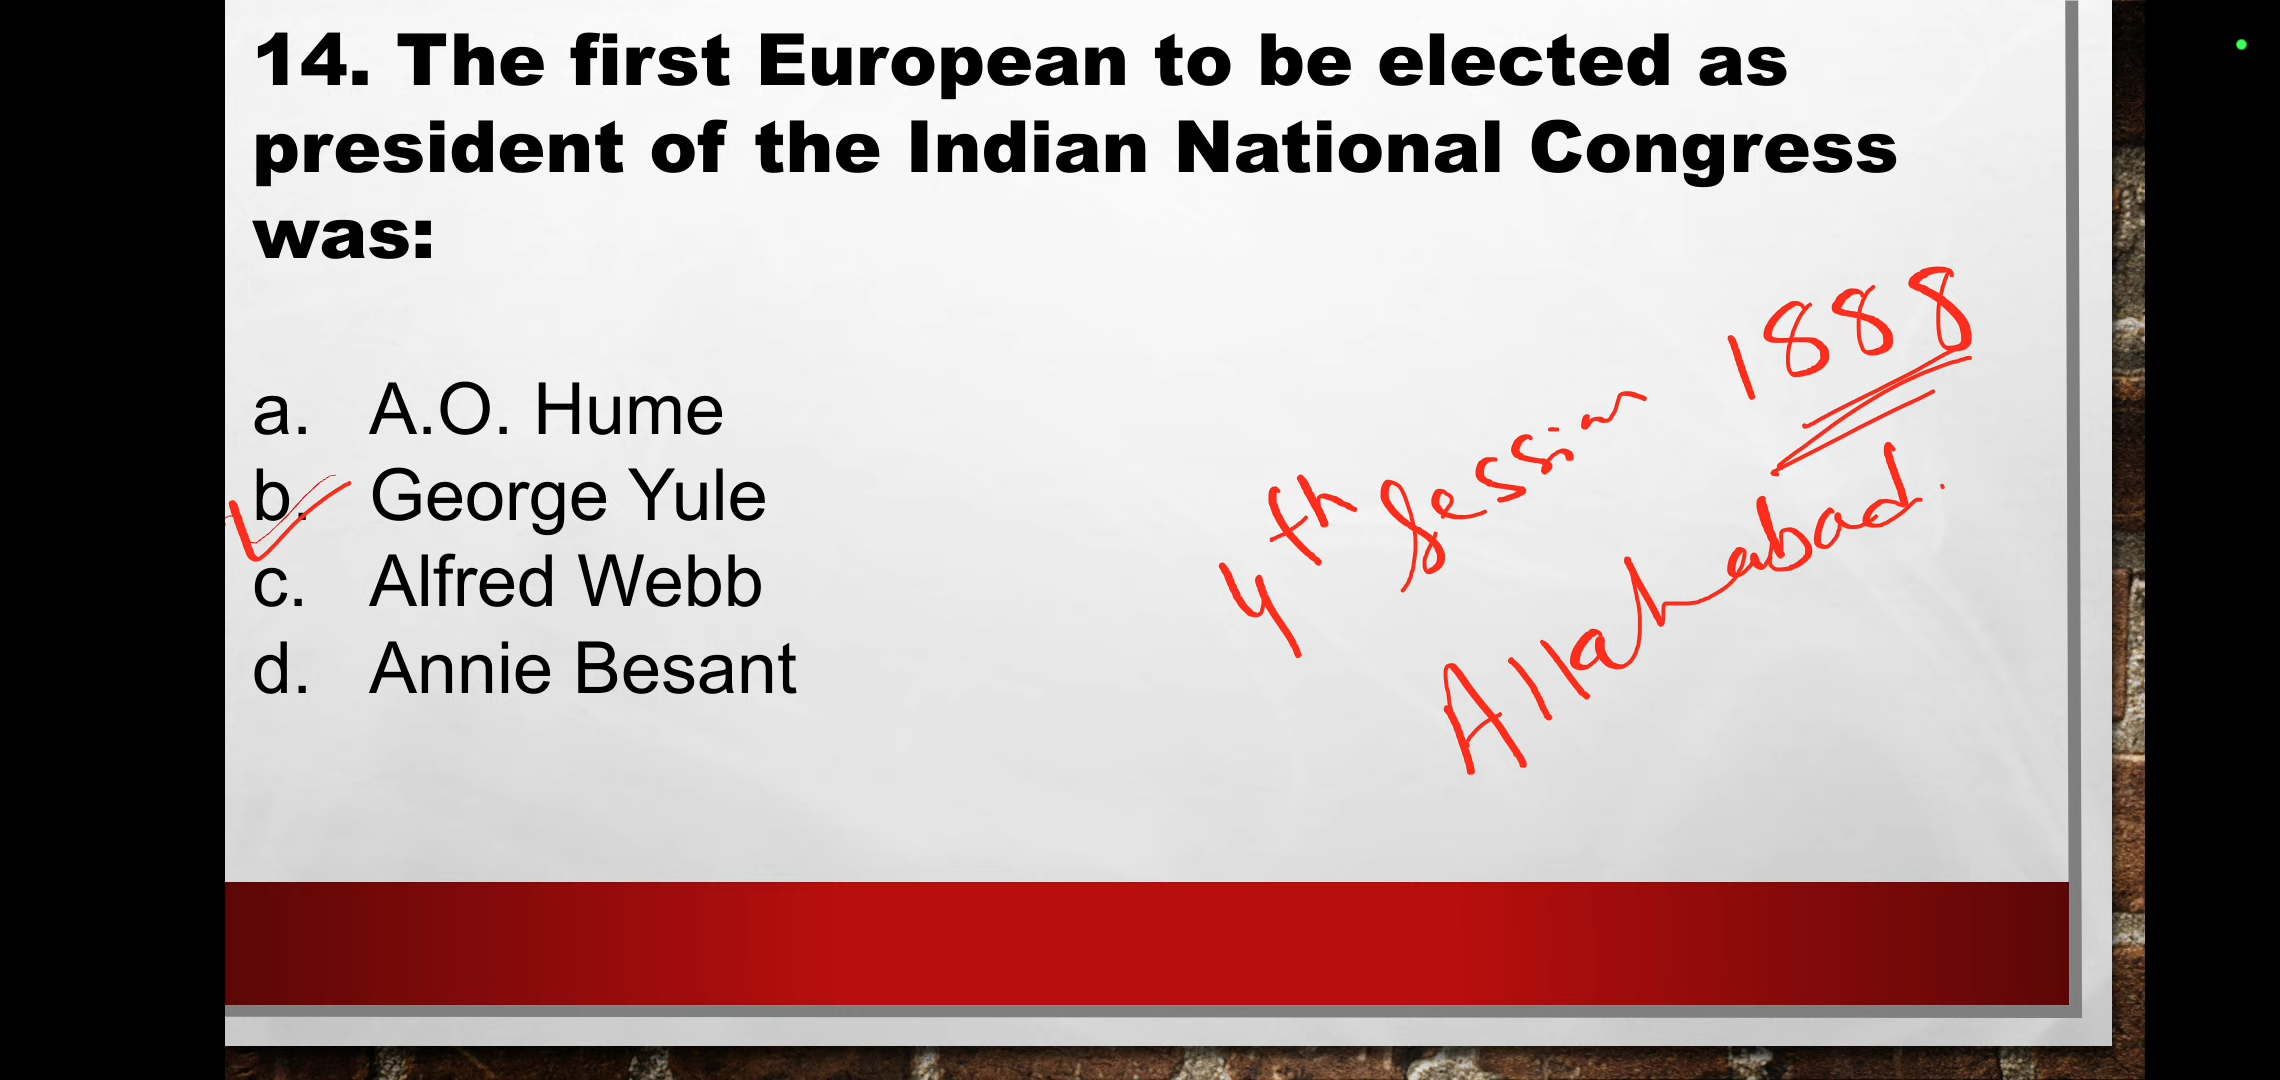 14. The first European to be elected as
president of the Indian National Congress
was:
a. A.O. Hume
b. George Yule
c. Alfred Webb
d. Annie Besant
4th Session 1888
Allahabad.